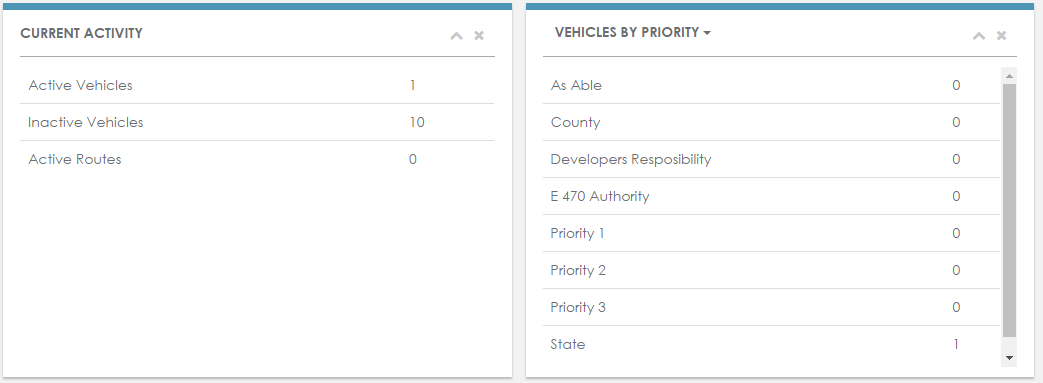 CURRENT ACTIVITY
Active Vehicles 1
Inactive Vehicles 10
Active Routes 0
VEHICLES BY PRIORITY
As Able 0
County 0
Developers Resposibility 0
E 470 Authority 0
Priority 1 0
Priority 2 0
Priority 3 0
State 1